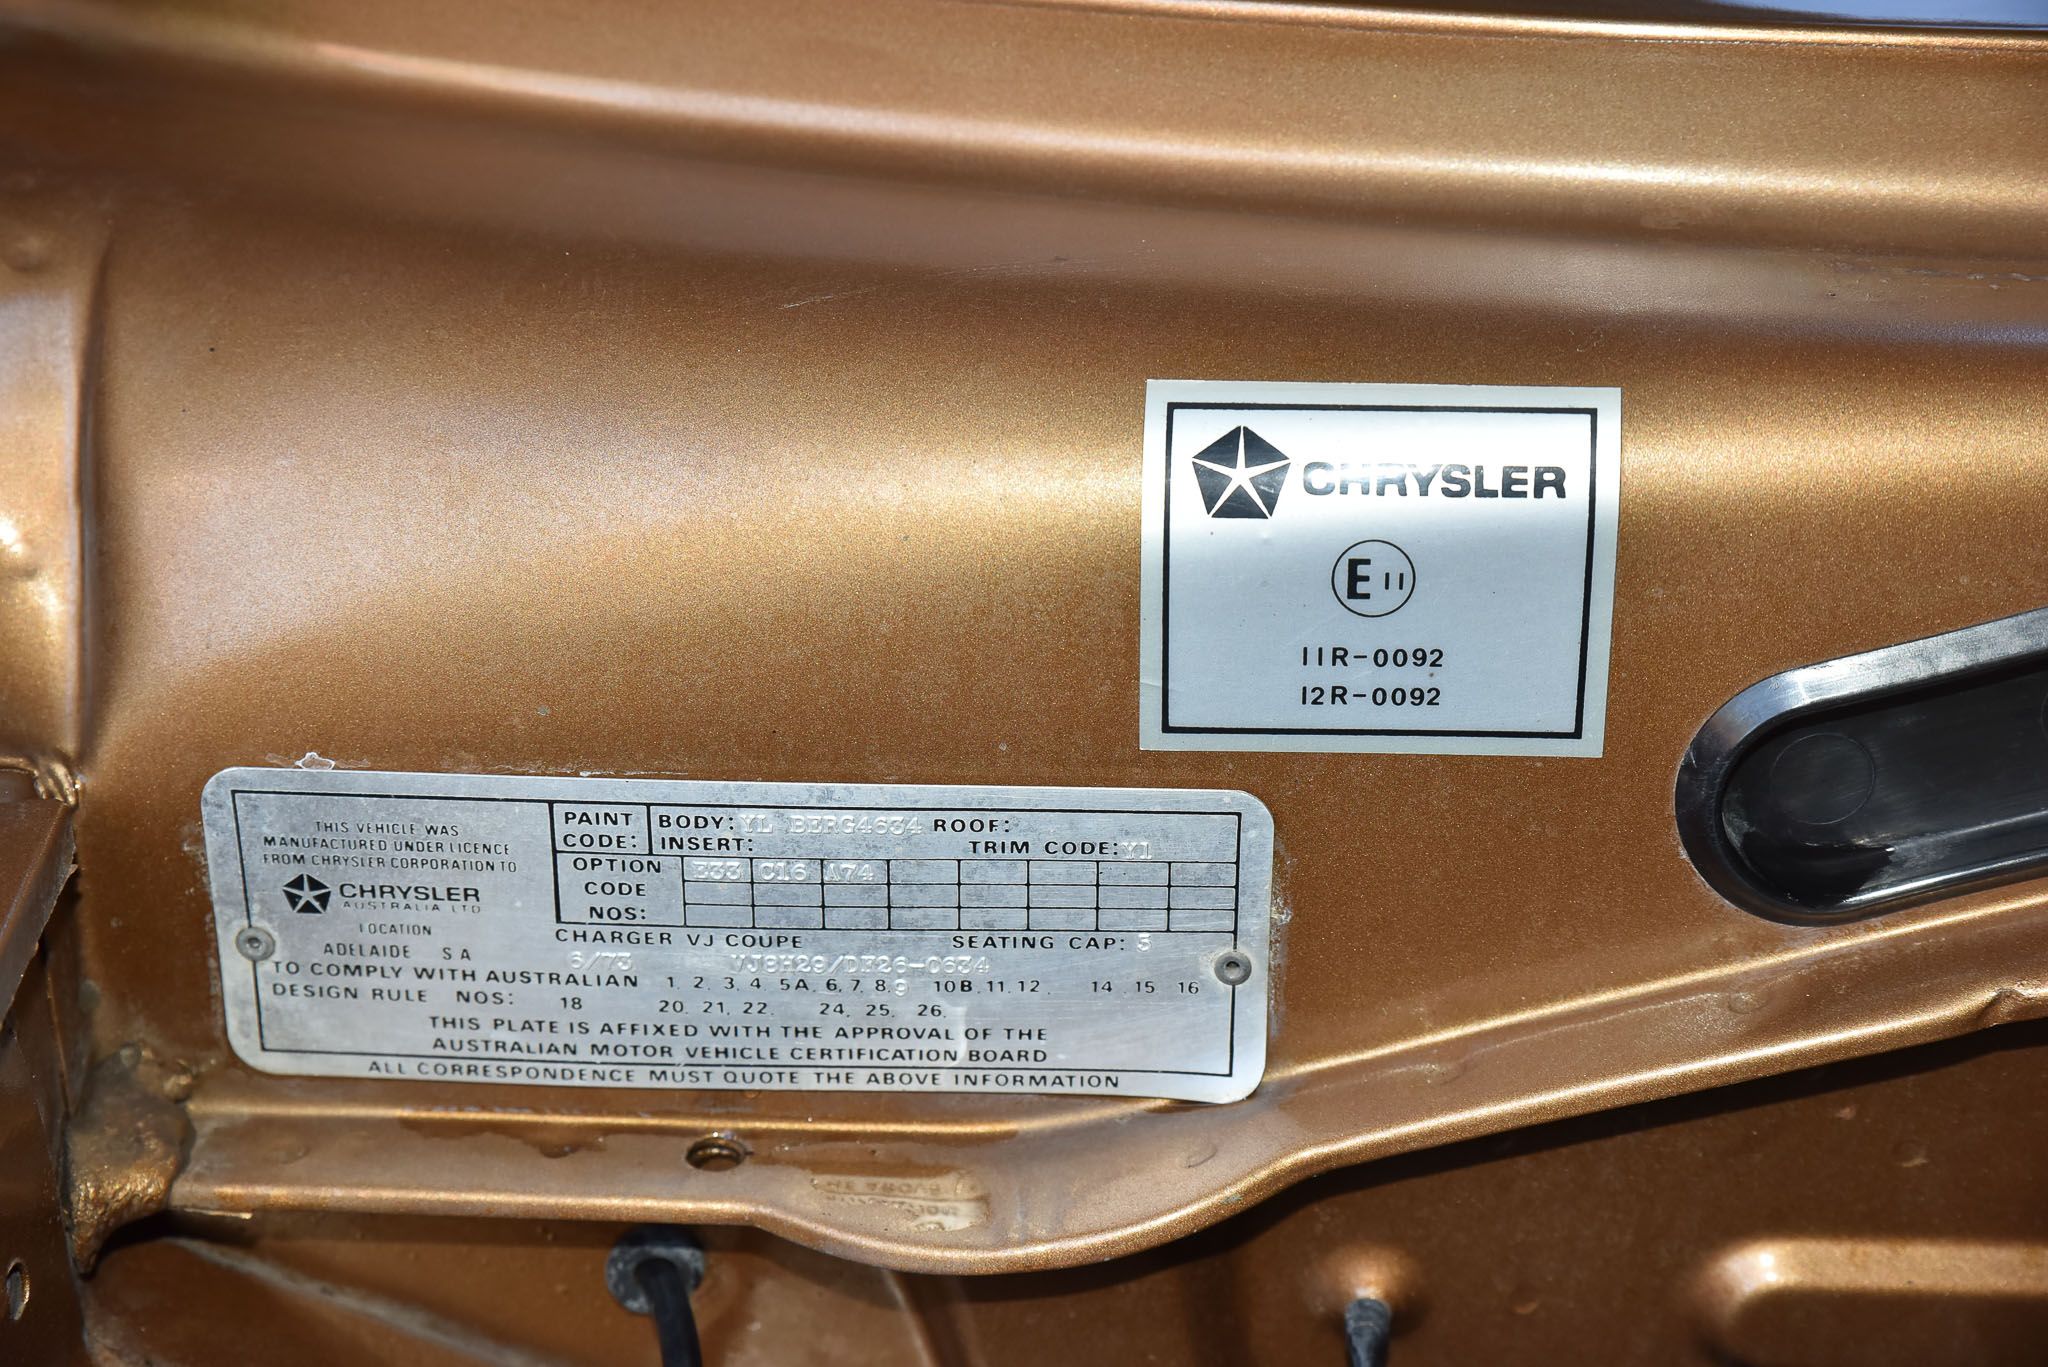 CHRYSLER
E 11
11R-0092
12R-0092
THIS VEHICLE WAS
MANUFACTURED UNDER LICENCE
FROM CHRYSLER CORPORATION TO
CHRYSLER
AUSTRALIA LTD
LOCATION
ADELAIDE S A
PAINT CODE: BODY: YL BERG4634 ROOF:
INSERT: TRIM CODE: Y1
OPTION CODE NOS: E33 C16 A74
CHARGER VJ COUPE SEATING CAP: 5
6/73 VJ8H29/DF26-0634
TO COMPLY WITH AUSTRALIAN 1, 2, 3, 4, 5A, 6, 7, 8, 9 10B, 11, 12, 14, 15, 16
DESIGN RULE NOS: 18 20, 21, 22, 24, 25, 26,
THIS PLATE IS AFFIXED WITH THE APPROVAL OF THE
AUSTRALIAN MOTOR VEHICLE CERTIFICATION BOARD
ALL CORRESPONDENCE MUST QUOTE THE ABOVE INFORMATION